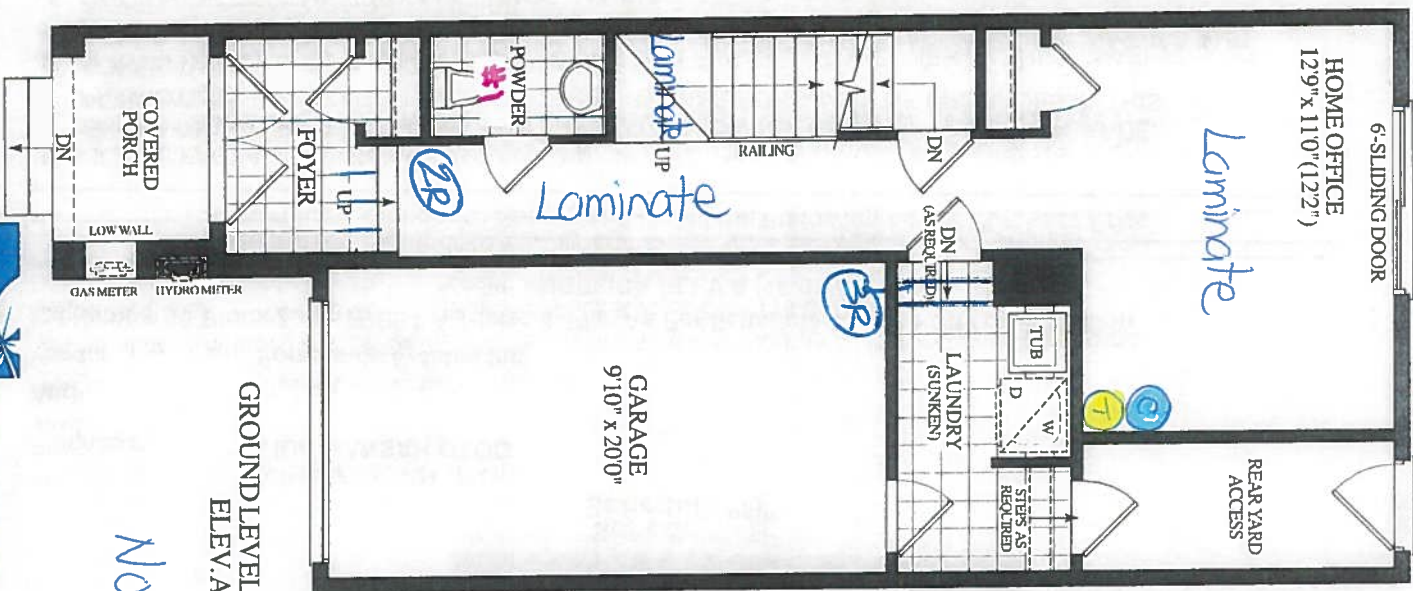 6'-SLIDING DOOR
HOME OFFICE
12'9" x 11'0" (12'2")
Laminate
C1
T
REAR YARD
ACCESS
DN
DN
(AS REQUIRED)
TUB
D
W
LAUNDRY
(SUNKEN)
STEPS AS
REQUIRED
RAILING
Laminate
UP
POWDER
#1
Laminate
2R
3R
GARAGE
9'10" x 20'0"
FOYER
UP
COVERED
PORCH
DN
LOW WALL
GAS METER
HYDRO METER
GROUND LEVEL
ELEV. A